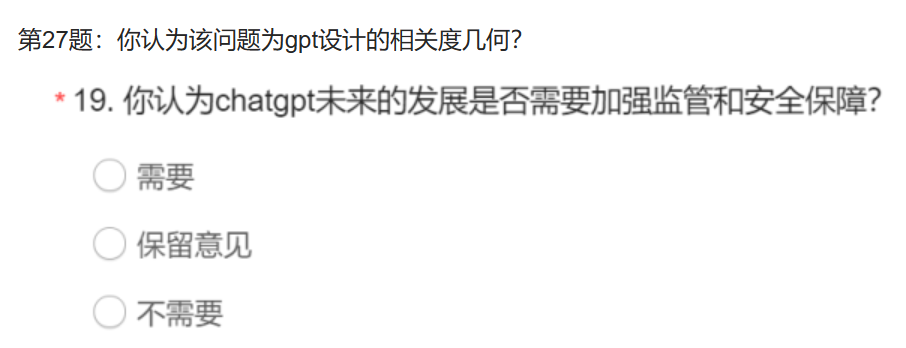 第27题：你认为该问题为gpt设计的相关度几何?
* 19. 你认为chatgpt未来的发展是否需要加强监管和安全保障?
需要
保留意见
不需要